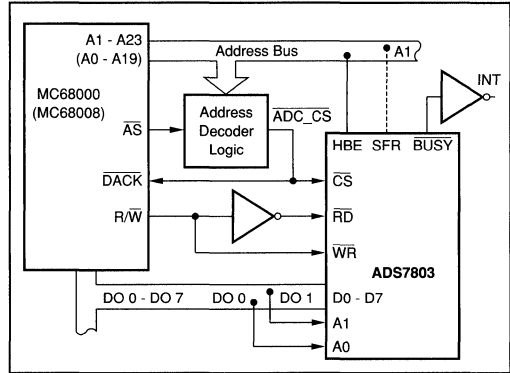 A1 - A23
(A0 - A19)
Address Bus
A1
INT
MC68000
(MC68008)
Address
Decoder
Logic
ADC_CS
AS
HBE SFR BUSY
DACK
CS
R/W
RD
WR
ADS7803
DO 0 - DO 7 DO 0 DO 1 D0 - D7
A1
A0